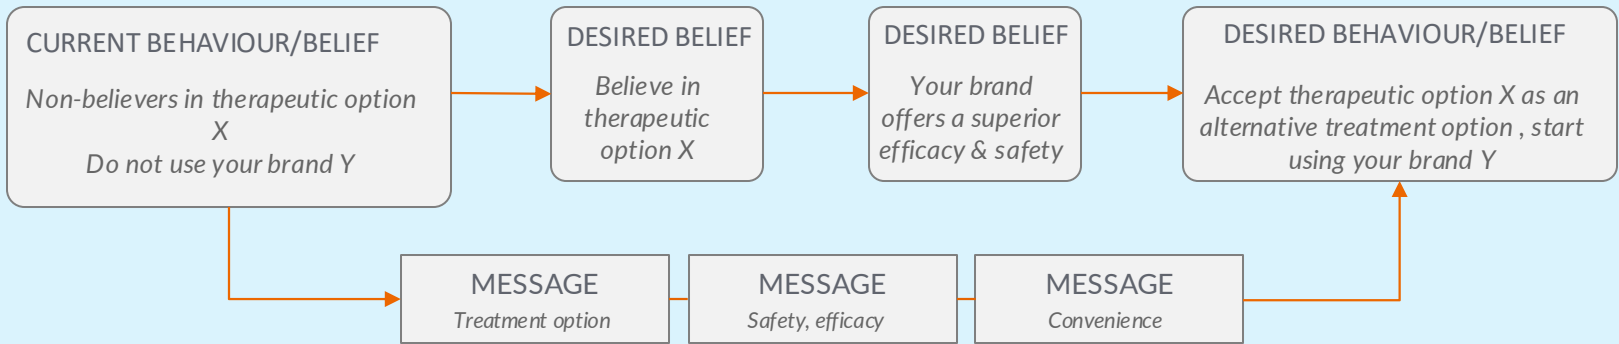 CURRENT BEHAVIOUR/BELIEF
Non-believers in therapeutic option
X
Do not use your brand Y
DESIRED BELIEF
Believe in
therapeutic
option X
DESIRED BELIEF
Your brand
offers a superior
efficacy & safety
DESIRED BEHAVIOUR/BELIEF
Accept therapeutic option X as an
alternative treatment option , start
using your brand Y
MESSAGE
Treatment option
MESSAGE
Safety, efficacy
MESSAGE
Convenience